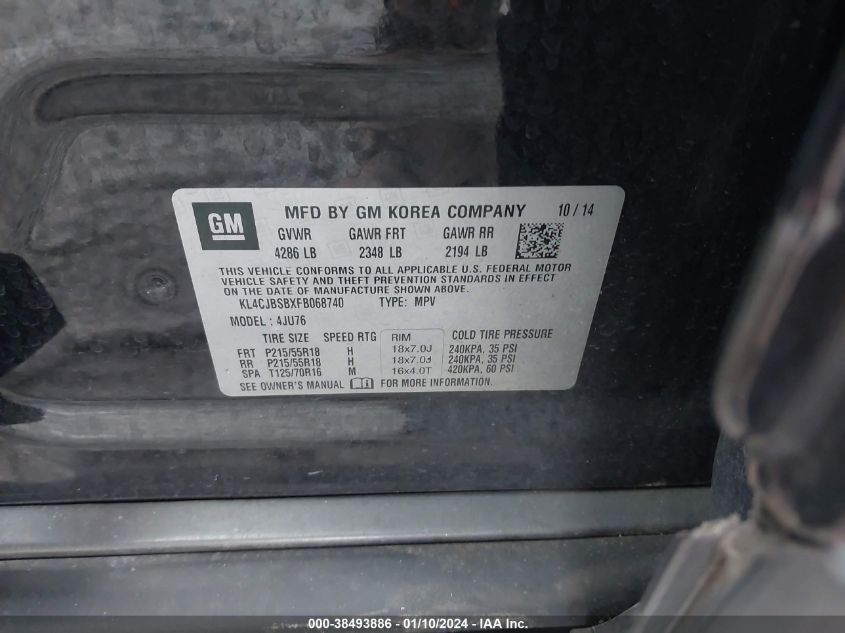 GM
MFD BY GM KOREA COMPANY 10 / 14
GVWR GAWR FRT GAWR RR
4286 LB 2348 LB 2194 LB
THIS VEHICLE CONFORMS TO ALL APPLICABLE U.S. FEDERAL MOTOR
VEHICLE SAFETY AND THEFT PREVENTION STANDARDS IN EFFECT
ON THE DATE OF MANUFACTURE SHOWN ABOVE.
KL4CJBSBXFB068740 TYPE: MPV
MODEL : 4JU76
TIRE SIZE SPEED RTG RIM COLD TIRE PRESSURE
FRT P215/55R18 H 18x7.0J 240KPA, 35 PSI
RR P215/55R18 H 18x7.0J 240KPA, 35 PSI
SPA T125/70R16 M 16x4.0T 420KPA, 60 PSI
SEE OWNER'S MANUAL FOR MORE INFORMATION.
000-38493886 - 01/10/2024 - IAA Inc.